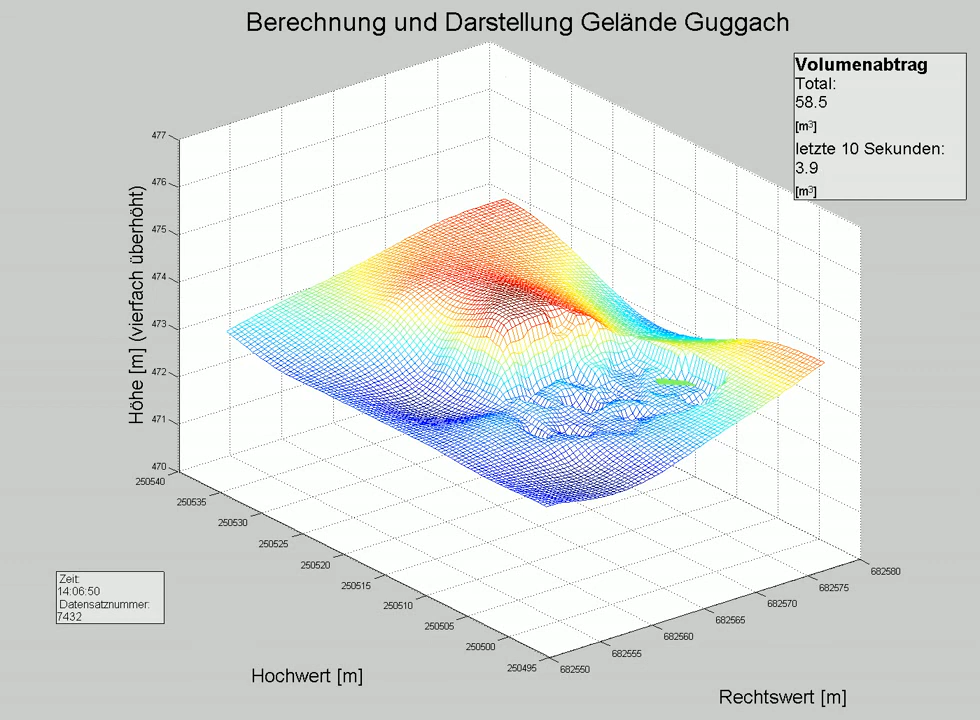 Berechnung und Darstellung Gelände Guggach
Volumenabtrag
Total:
58.5
[m³]
letzte 10 Sekunden:
3.9
[m³]
Höhe [m] (vierfach überhöht)
477
476
475
474
473
472
471
470
250540
250535
250530
250525
250520
250515
250510
250505
250500
250495
Hochwert [m]
682550
682555
682560
682565
682570
682575
682580
Rechtswert [m]
Zeit:
14:06:50
Datensatznummer:
7432